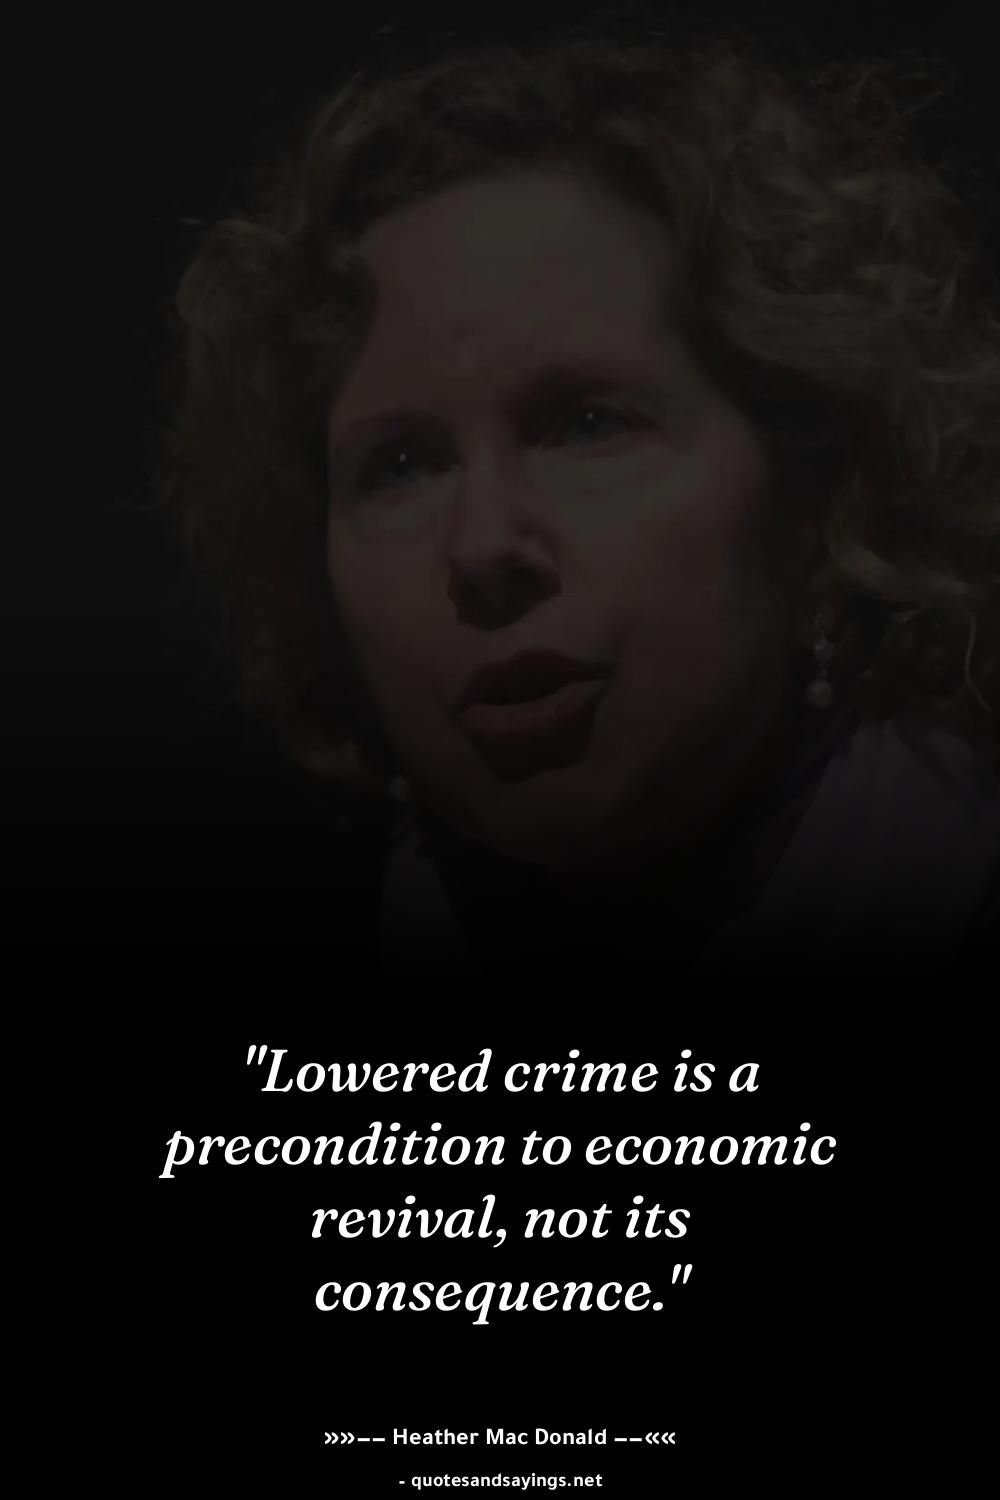 "Lowered crime is a
precondition to economic
revival, not its
consequence."
»»–– Heather Mac Donald ––««
- quotesandsayings.net